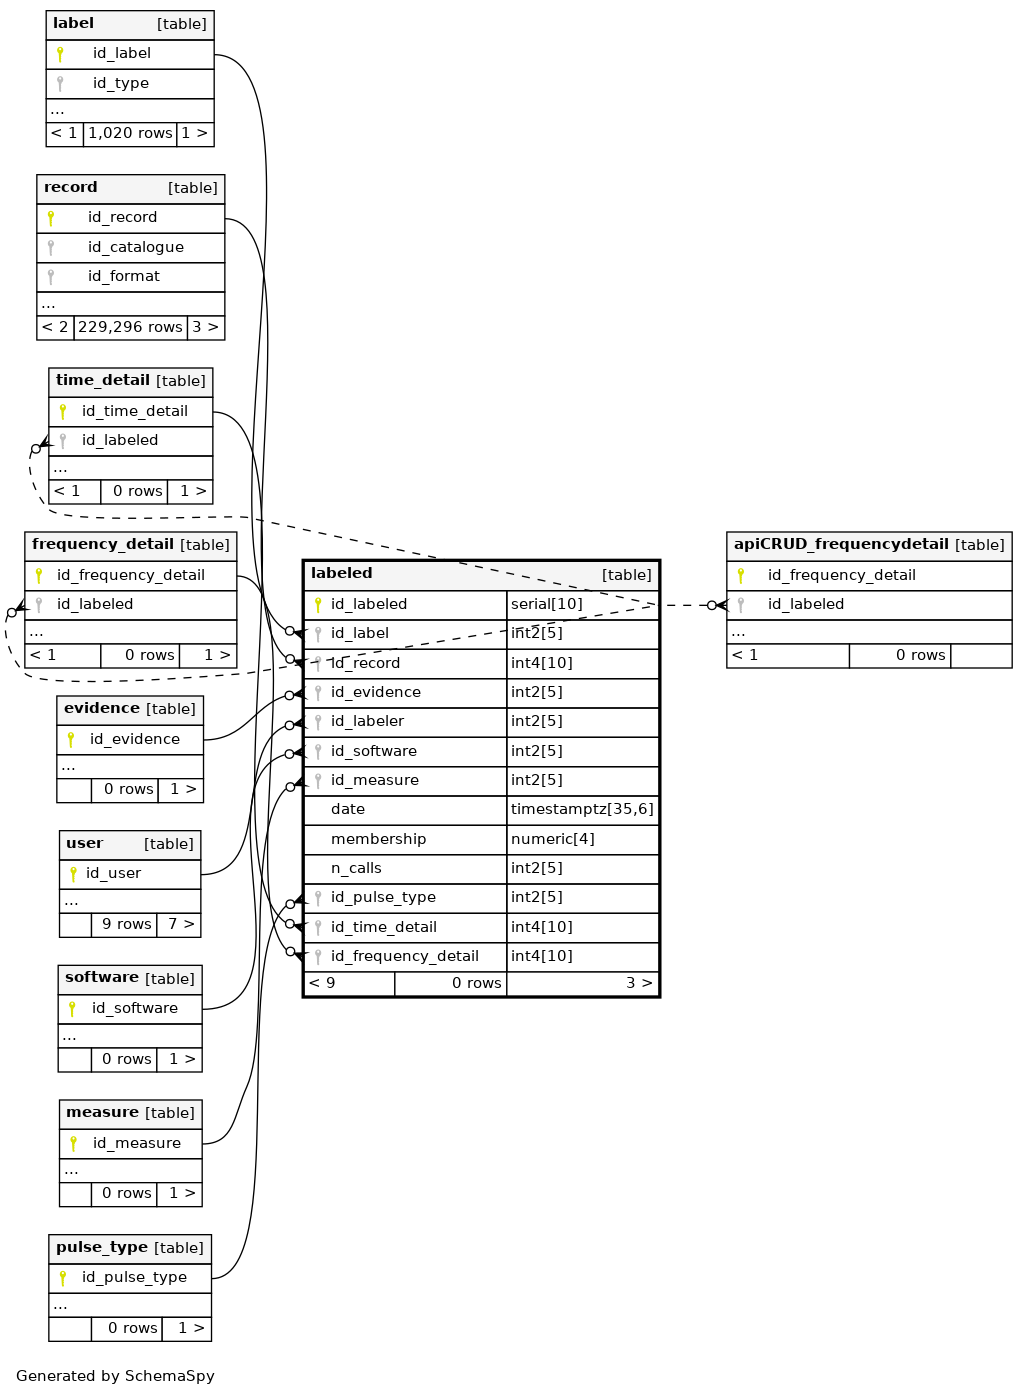 label [table]
id_label
id_type
...
< 1 1,020 rows 1 >
record [table]
id_record
id_catalogue
id_format
...
< 2 229,296 rows 3 >
time_detail [table]
id_time_detail
id_labeled
...
< 1 0 rows 1 >
frequency_detail [table]
id_frequency_detail
id_labeled
...
< 1 0 rows 1 >
evidence [table]
id_evidence
...
0 rows 1 >
user [table]
id_user
...
9 rows 7 >
software [table]
id_software
...
0 rows 1 >
measure [table]
id_measure
...
0 rows 1 >
pulse_type [table]
id_pulse_type
...
0 rows 1 >
labeled [table]
id_labeled serial[10]
id_label int2[5]
id_record int4[10]
id_evidence int2[5]
id_labeler int2[5]
id_software int2[5]
id_measure int2[5]
date timestamptz[35,6]
membership numeric[4]
n_calls int2[5]
id_pulse_type int2[5]
id_time_detail int4[10]
id_frequency_detail int4[10]
< 9 0 rows 3 >
apiCRUD_frequencydetail [table]
id_frequency_detail
id_labeled
...
< 1 0 rows
Generated by SchemaSpy